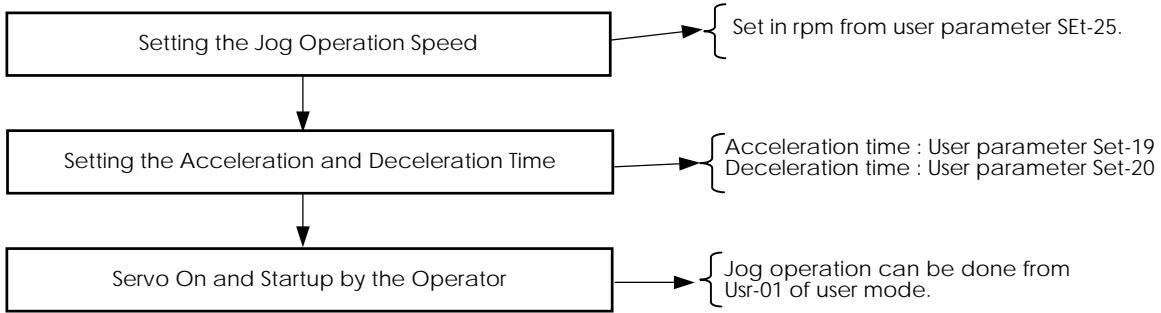 Setting the Jog Operation Speed
Set in rpm from user parameter SEt-25.
Setting the Acceleration and Deceleration Time
Acceleration time : User parameter Set-19
Deceleration time : User parameter Set-20
Servo On and Startup by the Operator
Jog operation can be done from
Usr-01 of user mode.